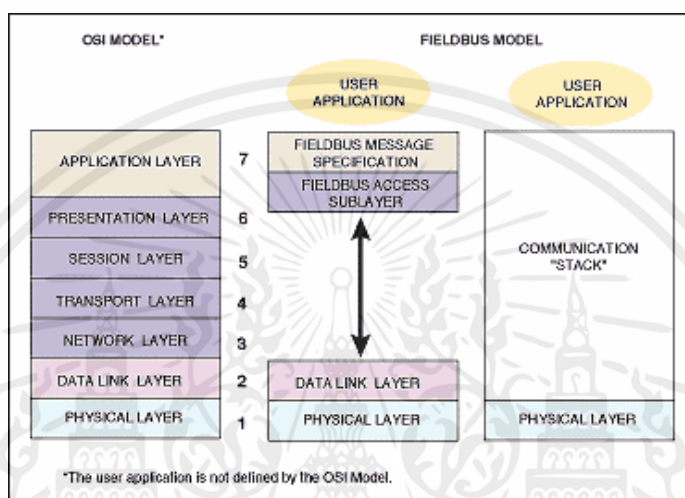 OSI MODEL*
FIELDBUS MODEL
USER
APPLICATION
USER
APPLICATION
APPLICATION LAYER
7
FIELDBUS MESSAGE
SPECIFICATION
FIELDBUS ACCESS
SUBLAYER
PRESENTATION LAYER
6
SESSION LAYER
5
COMMUNICATION
"STACK"
TRANSPORT LAYER
4
NETWORK LAYER
3
DATA LINK LAYER
2
DATA LINK LAYER
PHYSICAL LAYER
1
PHYSICAL LAYER
PHYSICAL LAYER
*The user application is not defined by the OSI Model.